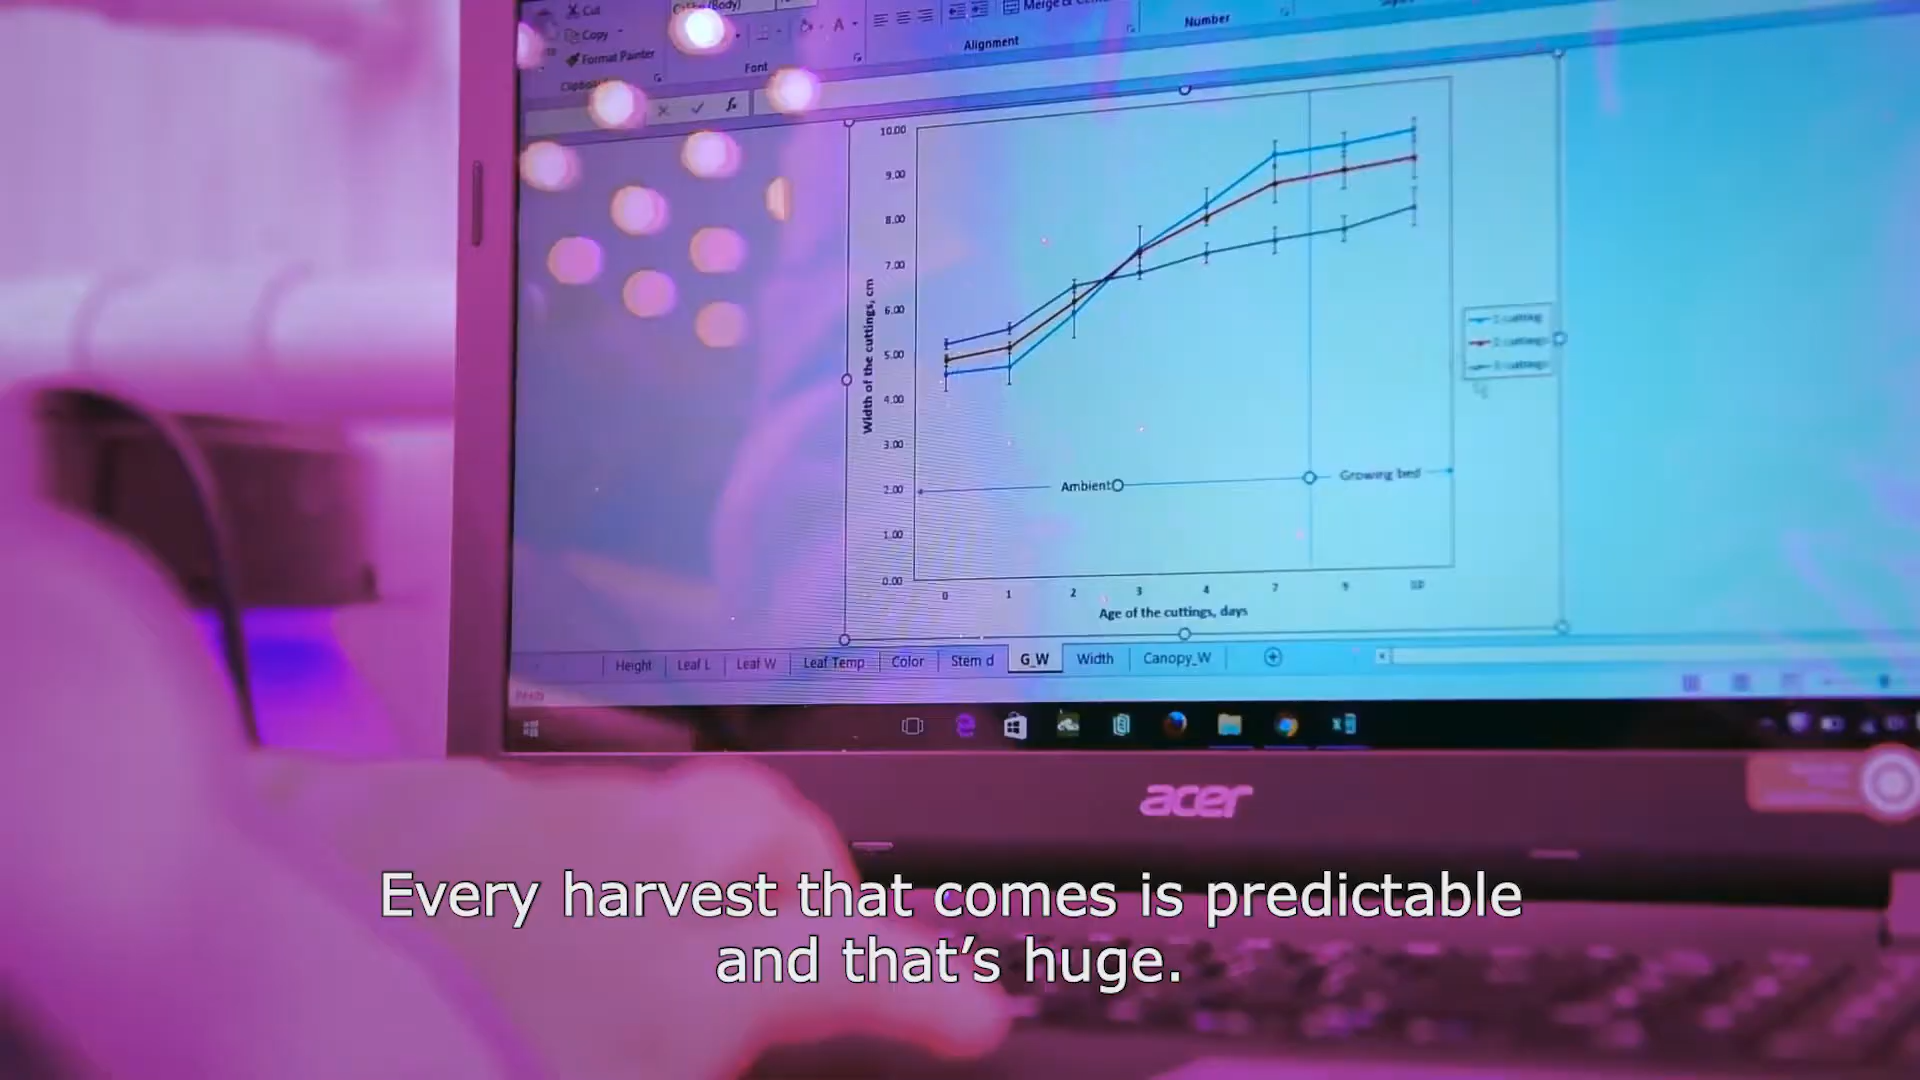 Cut
Copy
Format Painter
Font
Alignment
Number
fx
10.00
9.00
8.00
7.00
6.00
5.00
4.00
3.00
2.00
1.00
0.00
Width of the cuttings, cm
Ambient
Growing bed
0 1 2 3 4 7 9 10
Age of the cuttings, days
Height Leaf L Leaf W Leaf Temp Color Stem d G_W Width Canopy_W
acer
Every harvest that comes is predictable
and that’s huge.